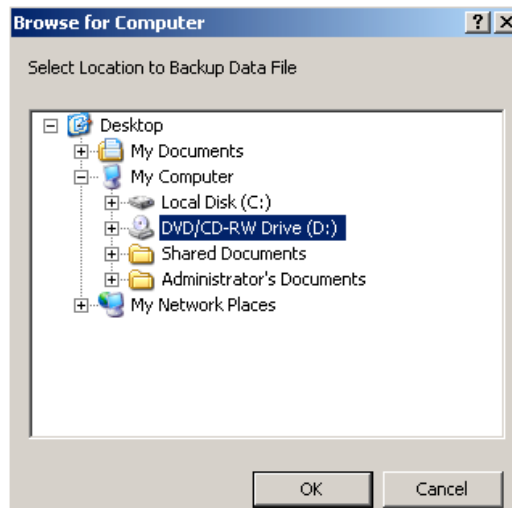 Browse for Computer
Select Location to Backup Data File
Desktop
My Documents
My Computer
Local Disk (C:)
DVD/CD-RW Drive (D:)
Shared Documents
Administrator's Documents
My Network Places
OK Cancel